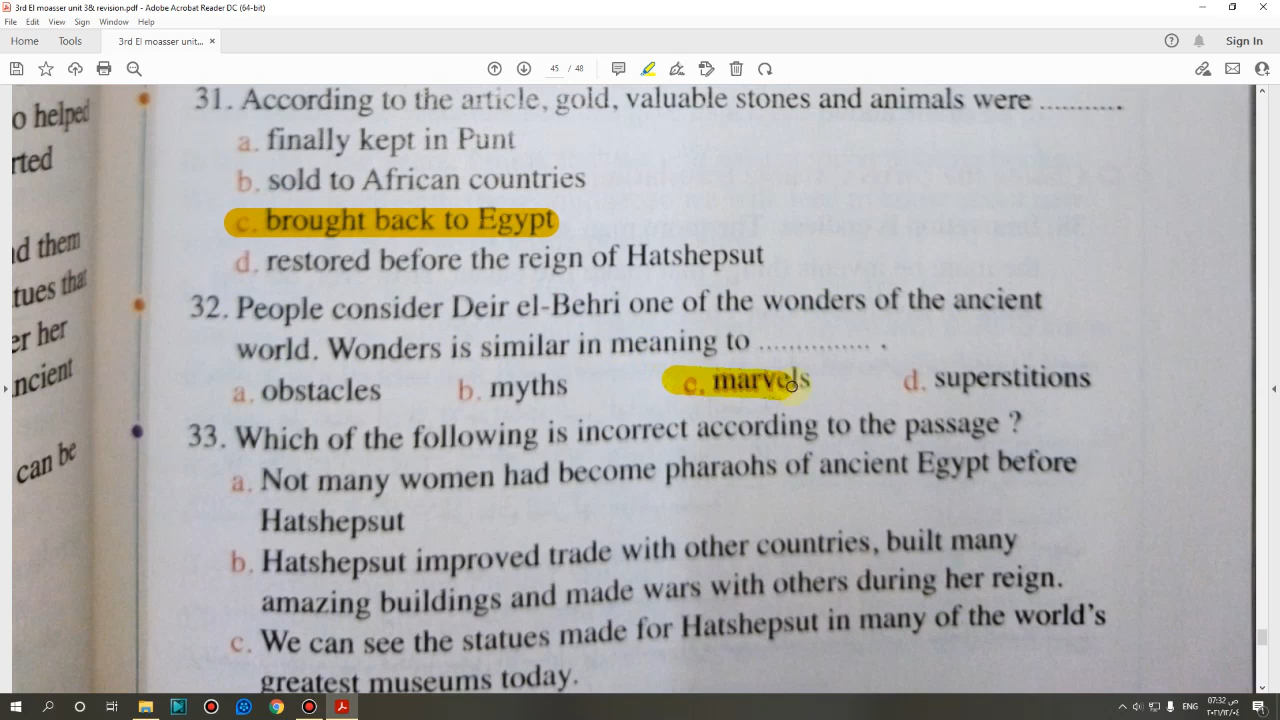 3rd El moasser unit 3& revision.pdf - Adobe Acrobat Reader DC (64-bit)
File Edit View Sign Window Help
Home Tools 3rd El moasser unit... × Sign In
45 / 48
o helped
rted
d them
tues that
er her
ncient
can be
31. According to the article, gold, valuable stones and animals were ...........
a. finally kept in Punt
b. sold to African countries
c. brought back to Egypt
d. restored before the reign of Hatshepsut
32. People consider Deir el-Behri one of the wonders of the ancient
world. Wonders is similar in meaning to .............. .
a. obstacles b. myths c. marvels d. superstitions
33. Which of the following is incorrect according to the passage ?
a. Not many women had become pharaohs of ancient Egypt before
Hatshepsut
b. Hatshepsut improved trade with other countries, built many
amazing buildings and made wars with others during her reign.
c. We can see the statues made for Hatshepsut in many of the world's
greatest museums today.
ENG 07:32 ص